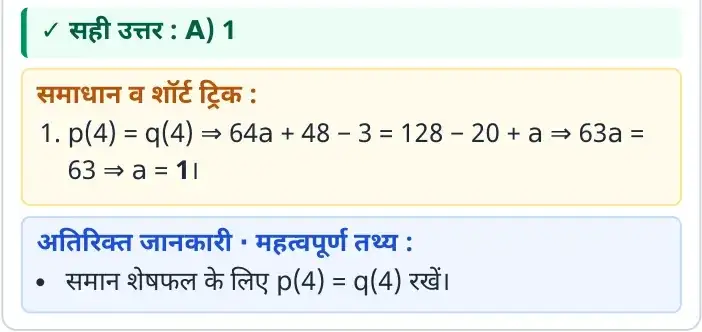 ✓ सही उत्तर : A) 1
समाधान व शॉर्ट ट्रिक :
1. p(4) = q(4) ⇒ 64a + 48 − 3 = 128 − 20 + a ⇒ 63a =
63 ⇒ a = 1।
अतिरिक्त जानकारी · महत्वपूर्ण तथ्य :
• समान शेषफल के लिए p(4) = q(4) रखें।